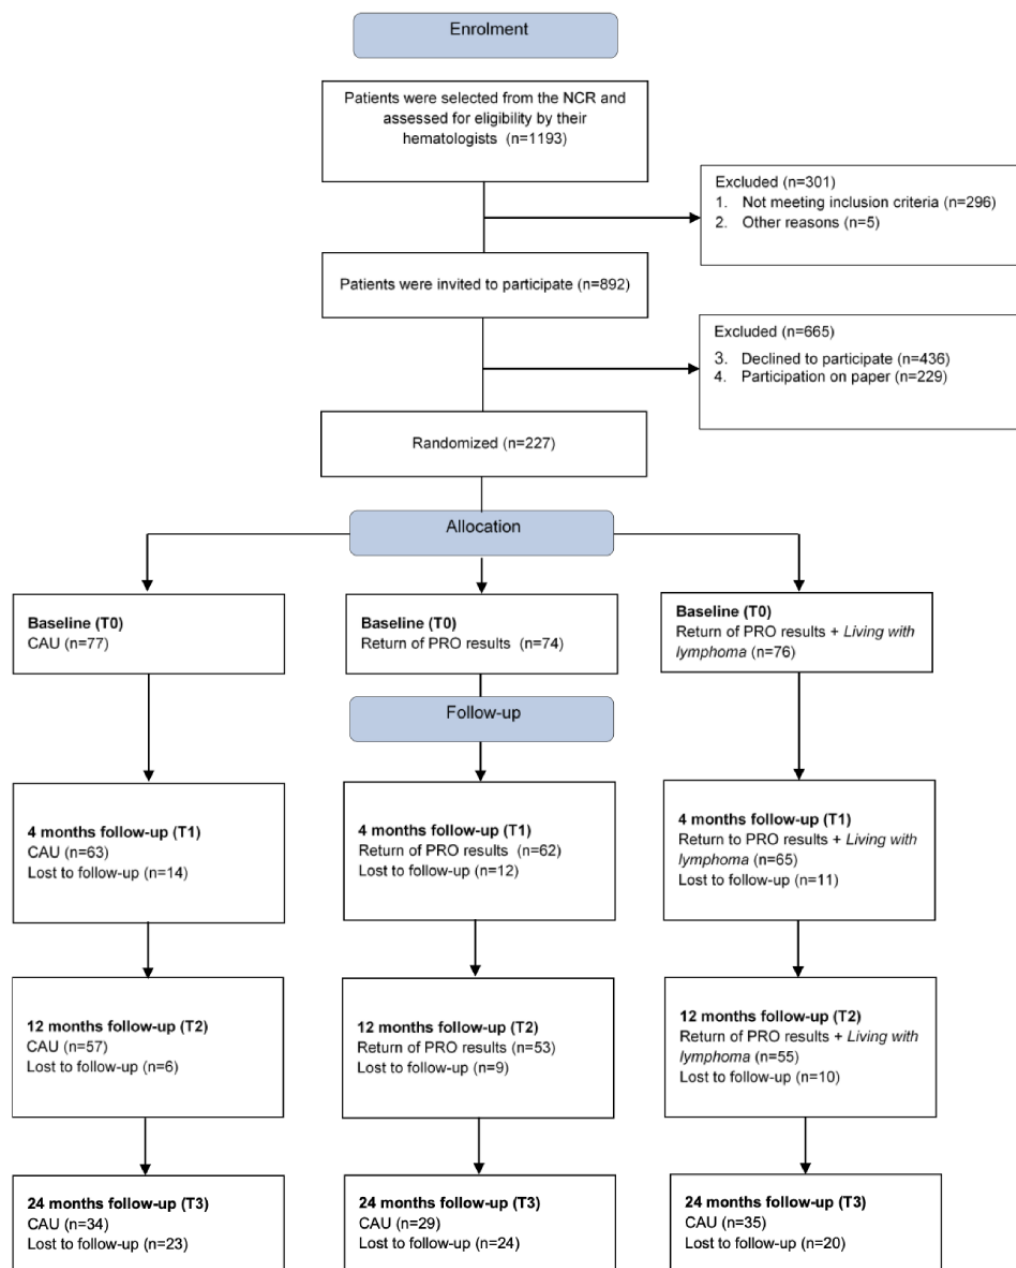 Enrolment
Patients were selected from the NCR and
assessed for eligibility by their
hematologists (n=1193)
Excluded (n=301)
1. Not meeting inclusion criteria (n=296)
2. Other reasons (n=5)
Patients were invited to participate (n=892)
Excluded (n=665)
3. Declined to participate (n=436)
4. Participation on paper (n=229)
Randomized (n=227)
Allocation
Baseline (T0)
CAU (n=77)
Baseline (T0)
Return of PRO results (n=74)
Baseline (T0)
Return of PRO results + Living with
lymphoma (n=76)
Follow-up
4 months follow-up (T1)
CAU (n=63)
Lost to follow-up (n=14)
4 months follow-up (T1)
Return of PRO results (n=62)
Lost to follow-up (n=12)
4 months follow-up (T1)
Return to PRO results + Living with
lymphoma (n=65)
Lost to follow-up (n=11)
12 months follow-up (T2)
CAU (n=57)
Lost to follow-up (n=6)
12 months follow-up (T2)
Return of PRO results (n=53)
Lost to follow-up (n=9)
12 months follow-up (T2)
Return of PRO results + Living with
lymphoma (n=55)
Lost to follow-up (n=10)
24 months follow-up (T3)
CAU (n=34)
Lost to follow-up (n=23)
24 months follow-up (T3)
CAU (n=29)
Lost to follow-up (n=24)
24 months follow-up (T3)
CAU (n=35)
Lost to follow-up (n=20)